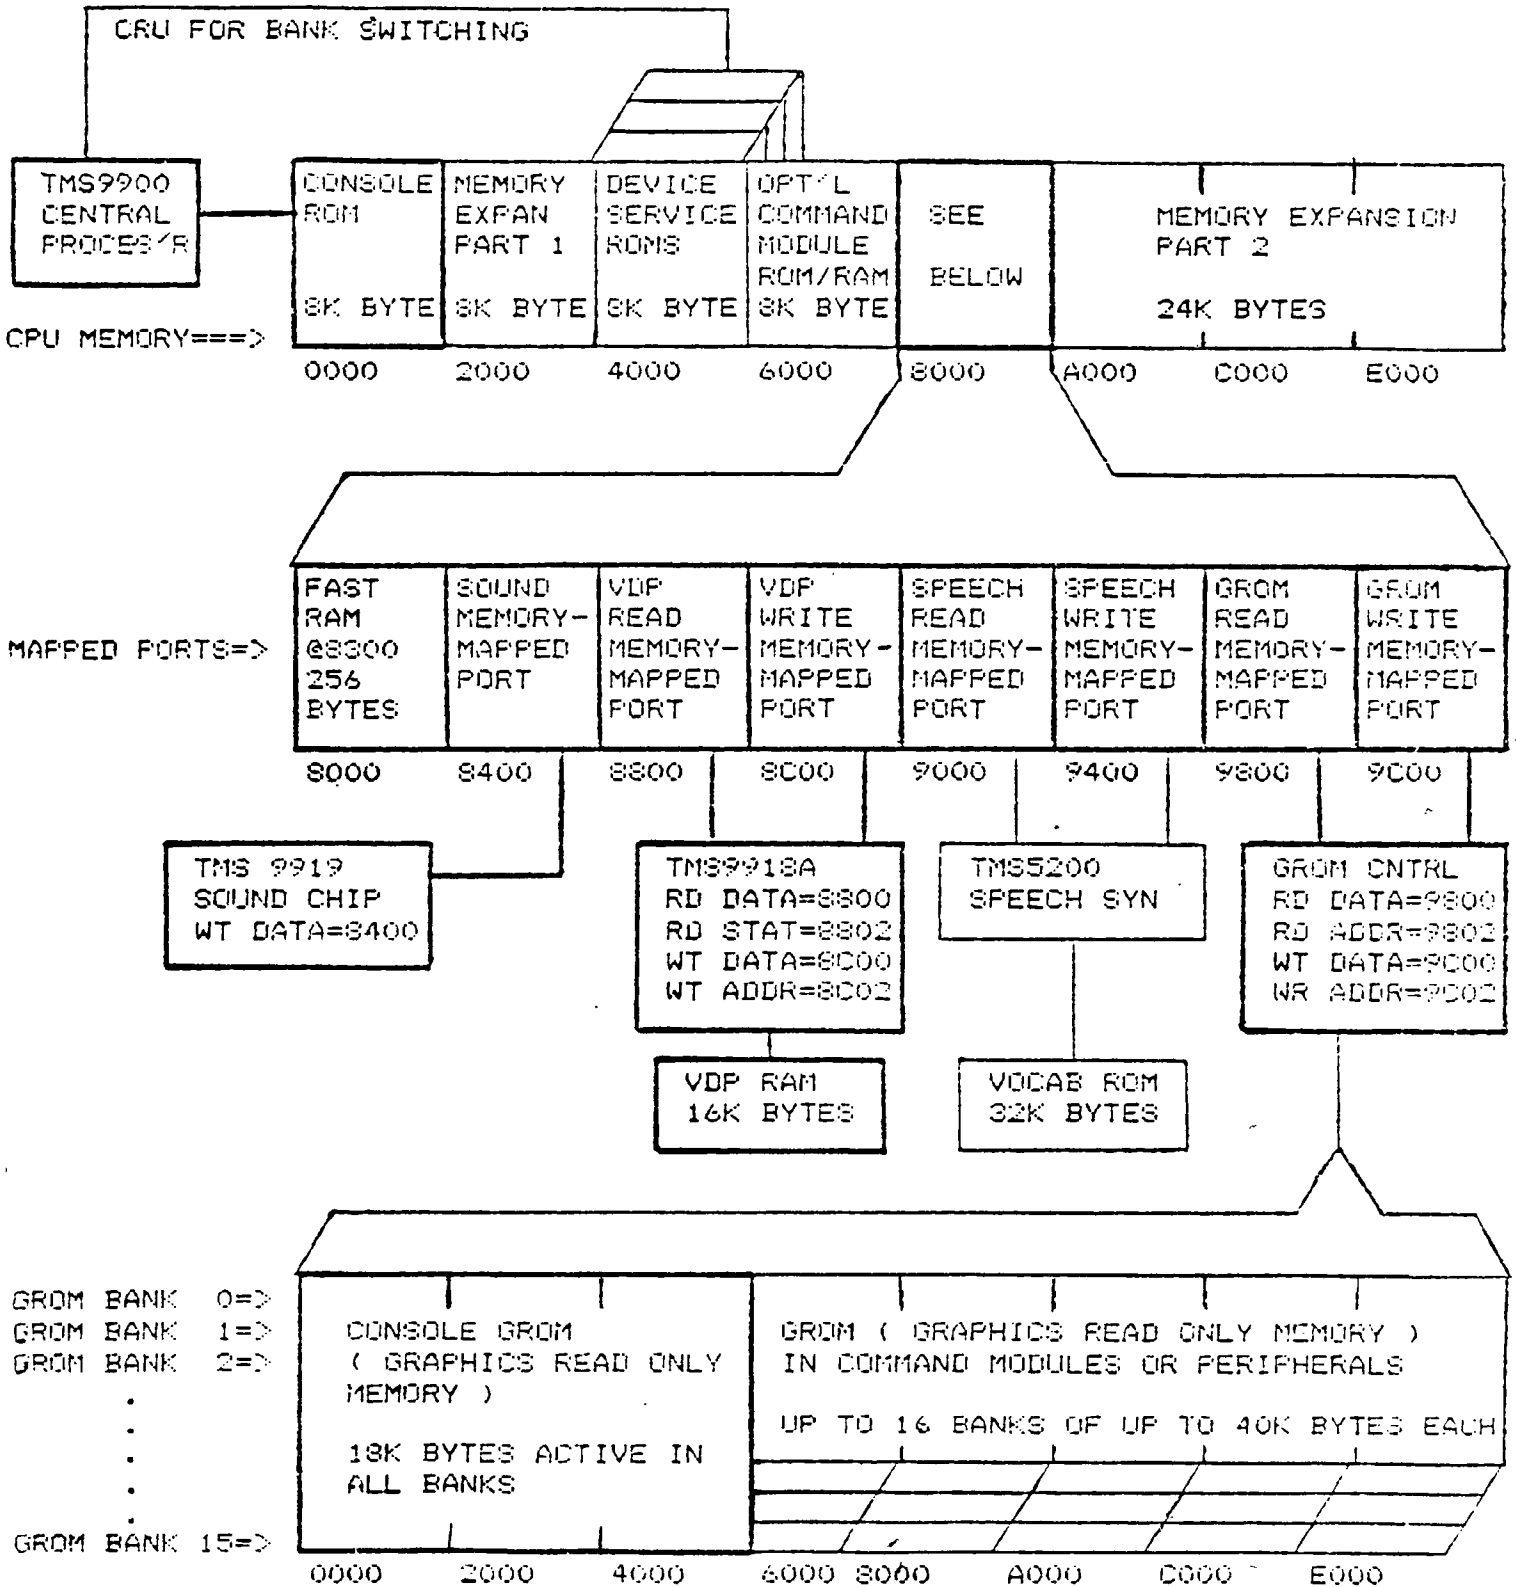 CRU FOR BANK SWITCHING
TMS9900
CENTRAL
PROCES'R
CONSOLE
ROM
8K BYTE
MEMORY
EXPAN
PART 1
8K BYTE
DEVICE
SERVICE
ROMS
8K BYTE
OPT'L
COMMAND
MODULE
ROM/RAM
8K BYTE
SEE
BELOW
MEMORY EXPANSION
PART 2
24K BYTES
CPU MEMORY===>
0000 2000 4000 6000 8000 A000 C000 E000
MAPPED PORTS=>
FAST
RAM
@8300
256
BYTES
SOUND
MEMORY-
MAPPED
PORT
VDP
READ
MEMORY-
MAPPED
PORT
VDP
WRITE
MEMORY-
MAPPED
PORT
SPEECH
READ
MEMORY-
MAPPED
PORT
SPEECH
WRITE
MEMORY-
MAPPED
PORT
GROM
READ
MEMORY-
MAPPED
PORT
GROM
WRITE
MEMORY-
MAPPED
PORT
8000 8400 8800 8C00 9000 9400 9800 9C00
TMS 9919
SOUND CHIP
WT DATA=8400
TMS9918A
RD DATA=8800
RD STAT=8802
WT DATA=8C00
WT ADDR=8C02
TMS5200
SPEECH SYN
GROM CNTRL
RD DATA=9800
RD ADDR=9802
WT DATA=9C00
WR ADDR=9C02
VDP RAM
16K BYTES
VOCAB ROM
32K BYTES
GROM BANK 0=>
GROM BANK 1=>
GROM BANK 2=>
.
.
.
.
.
GROM BANK 15=>
CONSOLE GROM
( GRAPHICS READ ONLY
MEMORY )
18K BYTES ACTIVE IN
ALL BANKS
GROM ( GRAPHICS READ ONLY MEMORY )
IN COMMAND MODULES OR PERIPHERALS
UP TO 16 BANKS OF UP TO 40K BYTES EACH
0000 2000 4000 6000 8000 A000 C000 E000